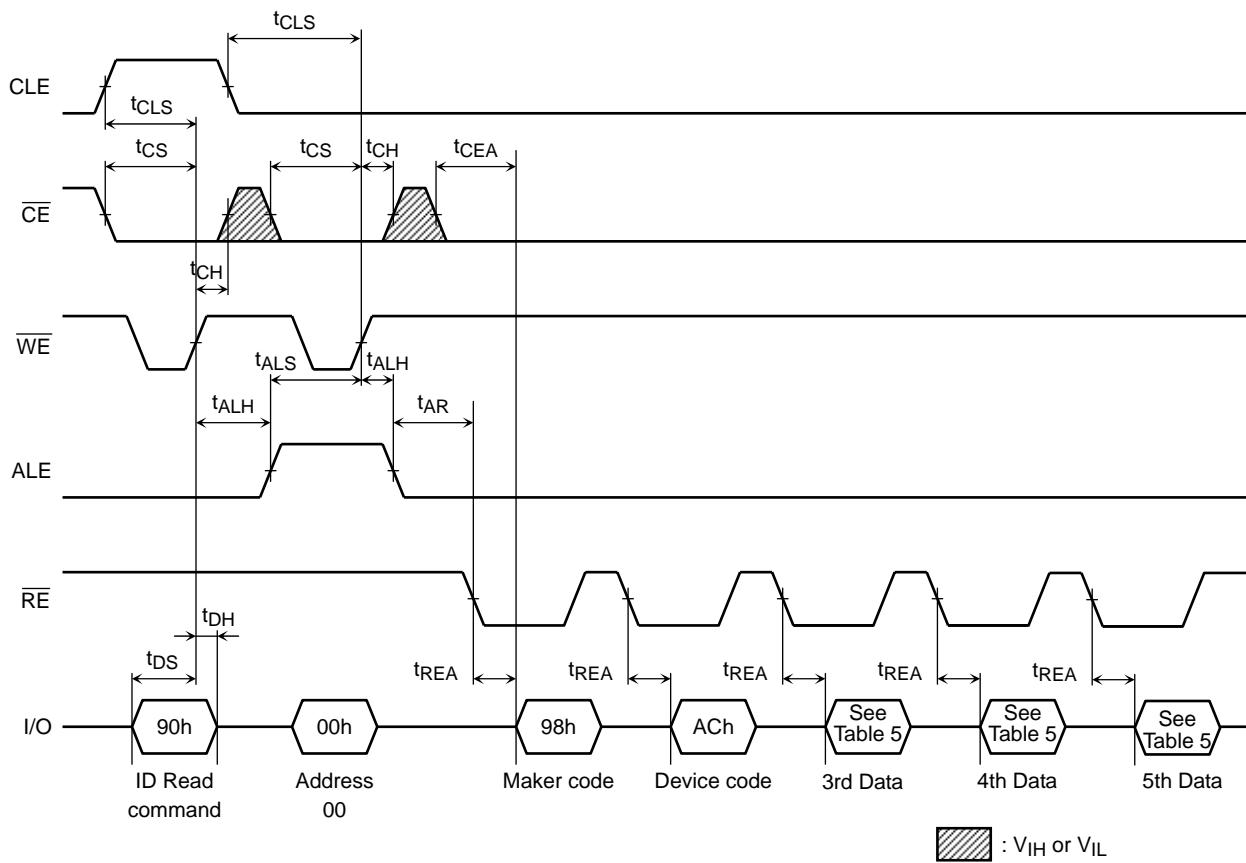 tCLS
CLE
tCLS
tCS
tCS
tCH
tCEA
CE
tCH
WE
tALS
tALH
tALH
tAR
ALE
RE
tDH
tDS
tREA
tREA
tREA
tREA
tREA
I/O
90h
00h
98h
ACh
See
Table 5
See
Table 5
See
Table 5
ID Read
command
Address
00
Maker code
Device code
3rd Data
4th Data
5th Data
: VIH or VIL